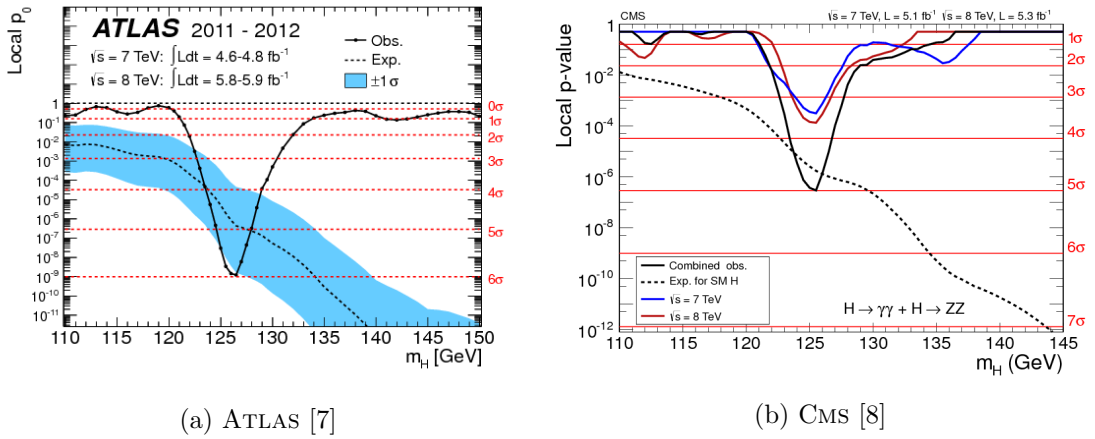 ATLAS 2011 - 2012
√s = 7 TeV: ∫Ldt = 4.6-4.8 fb-1
√s = 8 TeV: ∫Ldt = 5.8-5.9 fb-1
Obs.
Exp.
±1 σ
Local p0
1
10-1
10-2
10-3
10-4
10-5
10-6
10-7
10-8
10-9
10-10
10-11
0σ
1σ
2σ
3σ
4σ
5σ
6σ
110 115 120 125 130 135 140 145 150
mH [GeV]
(a) ATLAS [7]
CMS
√s = 7 TeV, L = 5.1 fb-1 √s = 8 TeV, L = 5.3 fb-1
Local p-value
1
10-2
10-4
10-6
10-8
10-10
10-12
1σ
2σ
3σ
4σ
5σ
6σ
7σ
Combined obs.
Exp. for SM H
√s = 7 TeV
√s = 8 TeV
H → γγ + H → ZZ
110 115 120 125 130 135 140 145
mH (GeV)
(b) CMS [8]